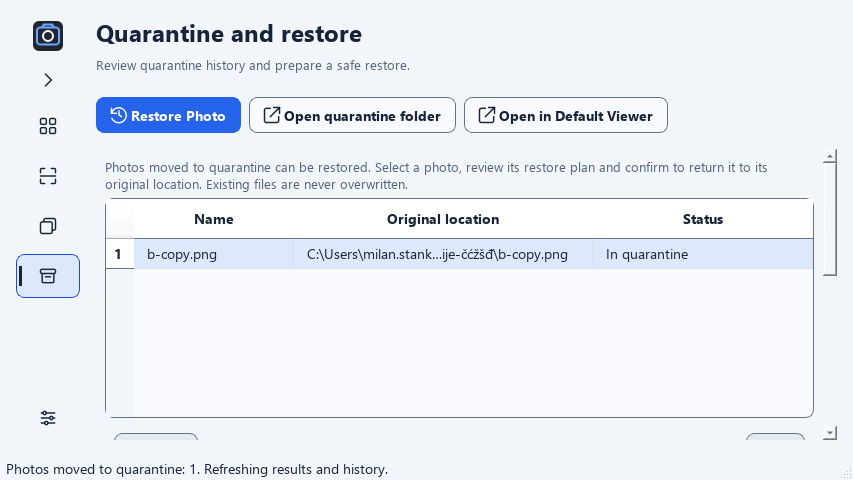 Quarantine and restore
Review quarantine history and prepare a safe restore.
Restore Photo
Open quarantine folder
Open in Default Viewer
Photos moved to quarantine can be restored. Select a photo, review its restore plan and confirm to return it to its
original location. Existing files are never overwritten.
Name Original location Status
1 b-copy.png C:\Users\milan.stank...ije-čćžšđ\b-copy.png In quarantine
Photos moved to quarantine: 1. Refreshing results and history.